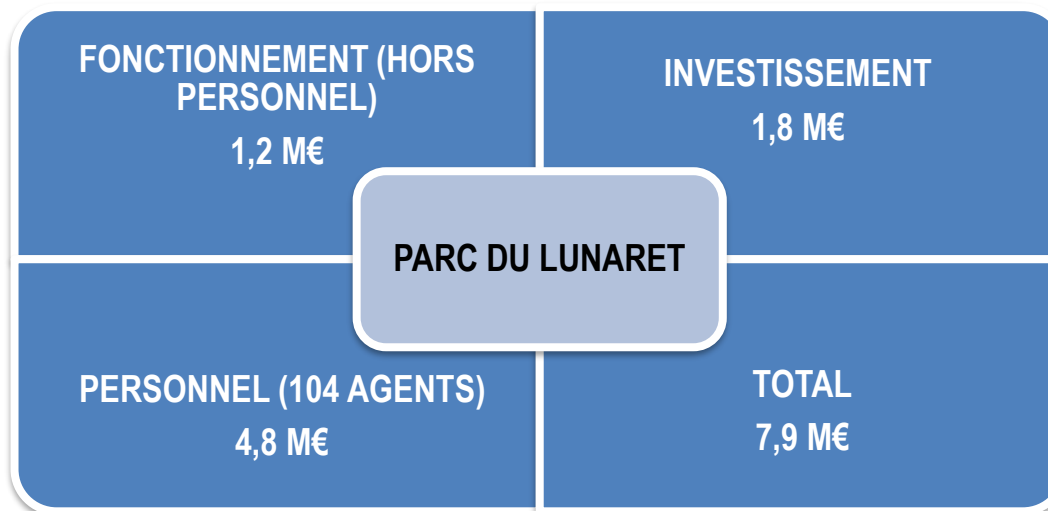 FONCTIONNEMENT (HORS
PERSONNEL)
1,2 M€
INVESTISSEMENT
1,8 M€
PARC DU LUNARET
PERSONNEL (104 AGENTS)
4,8 M€
TOTAL
7,9 M€